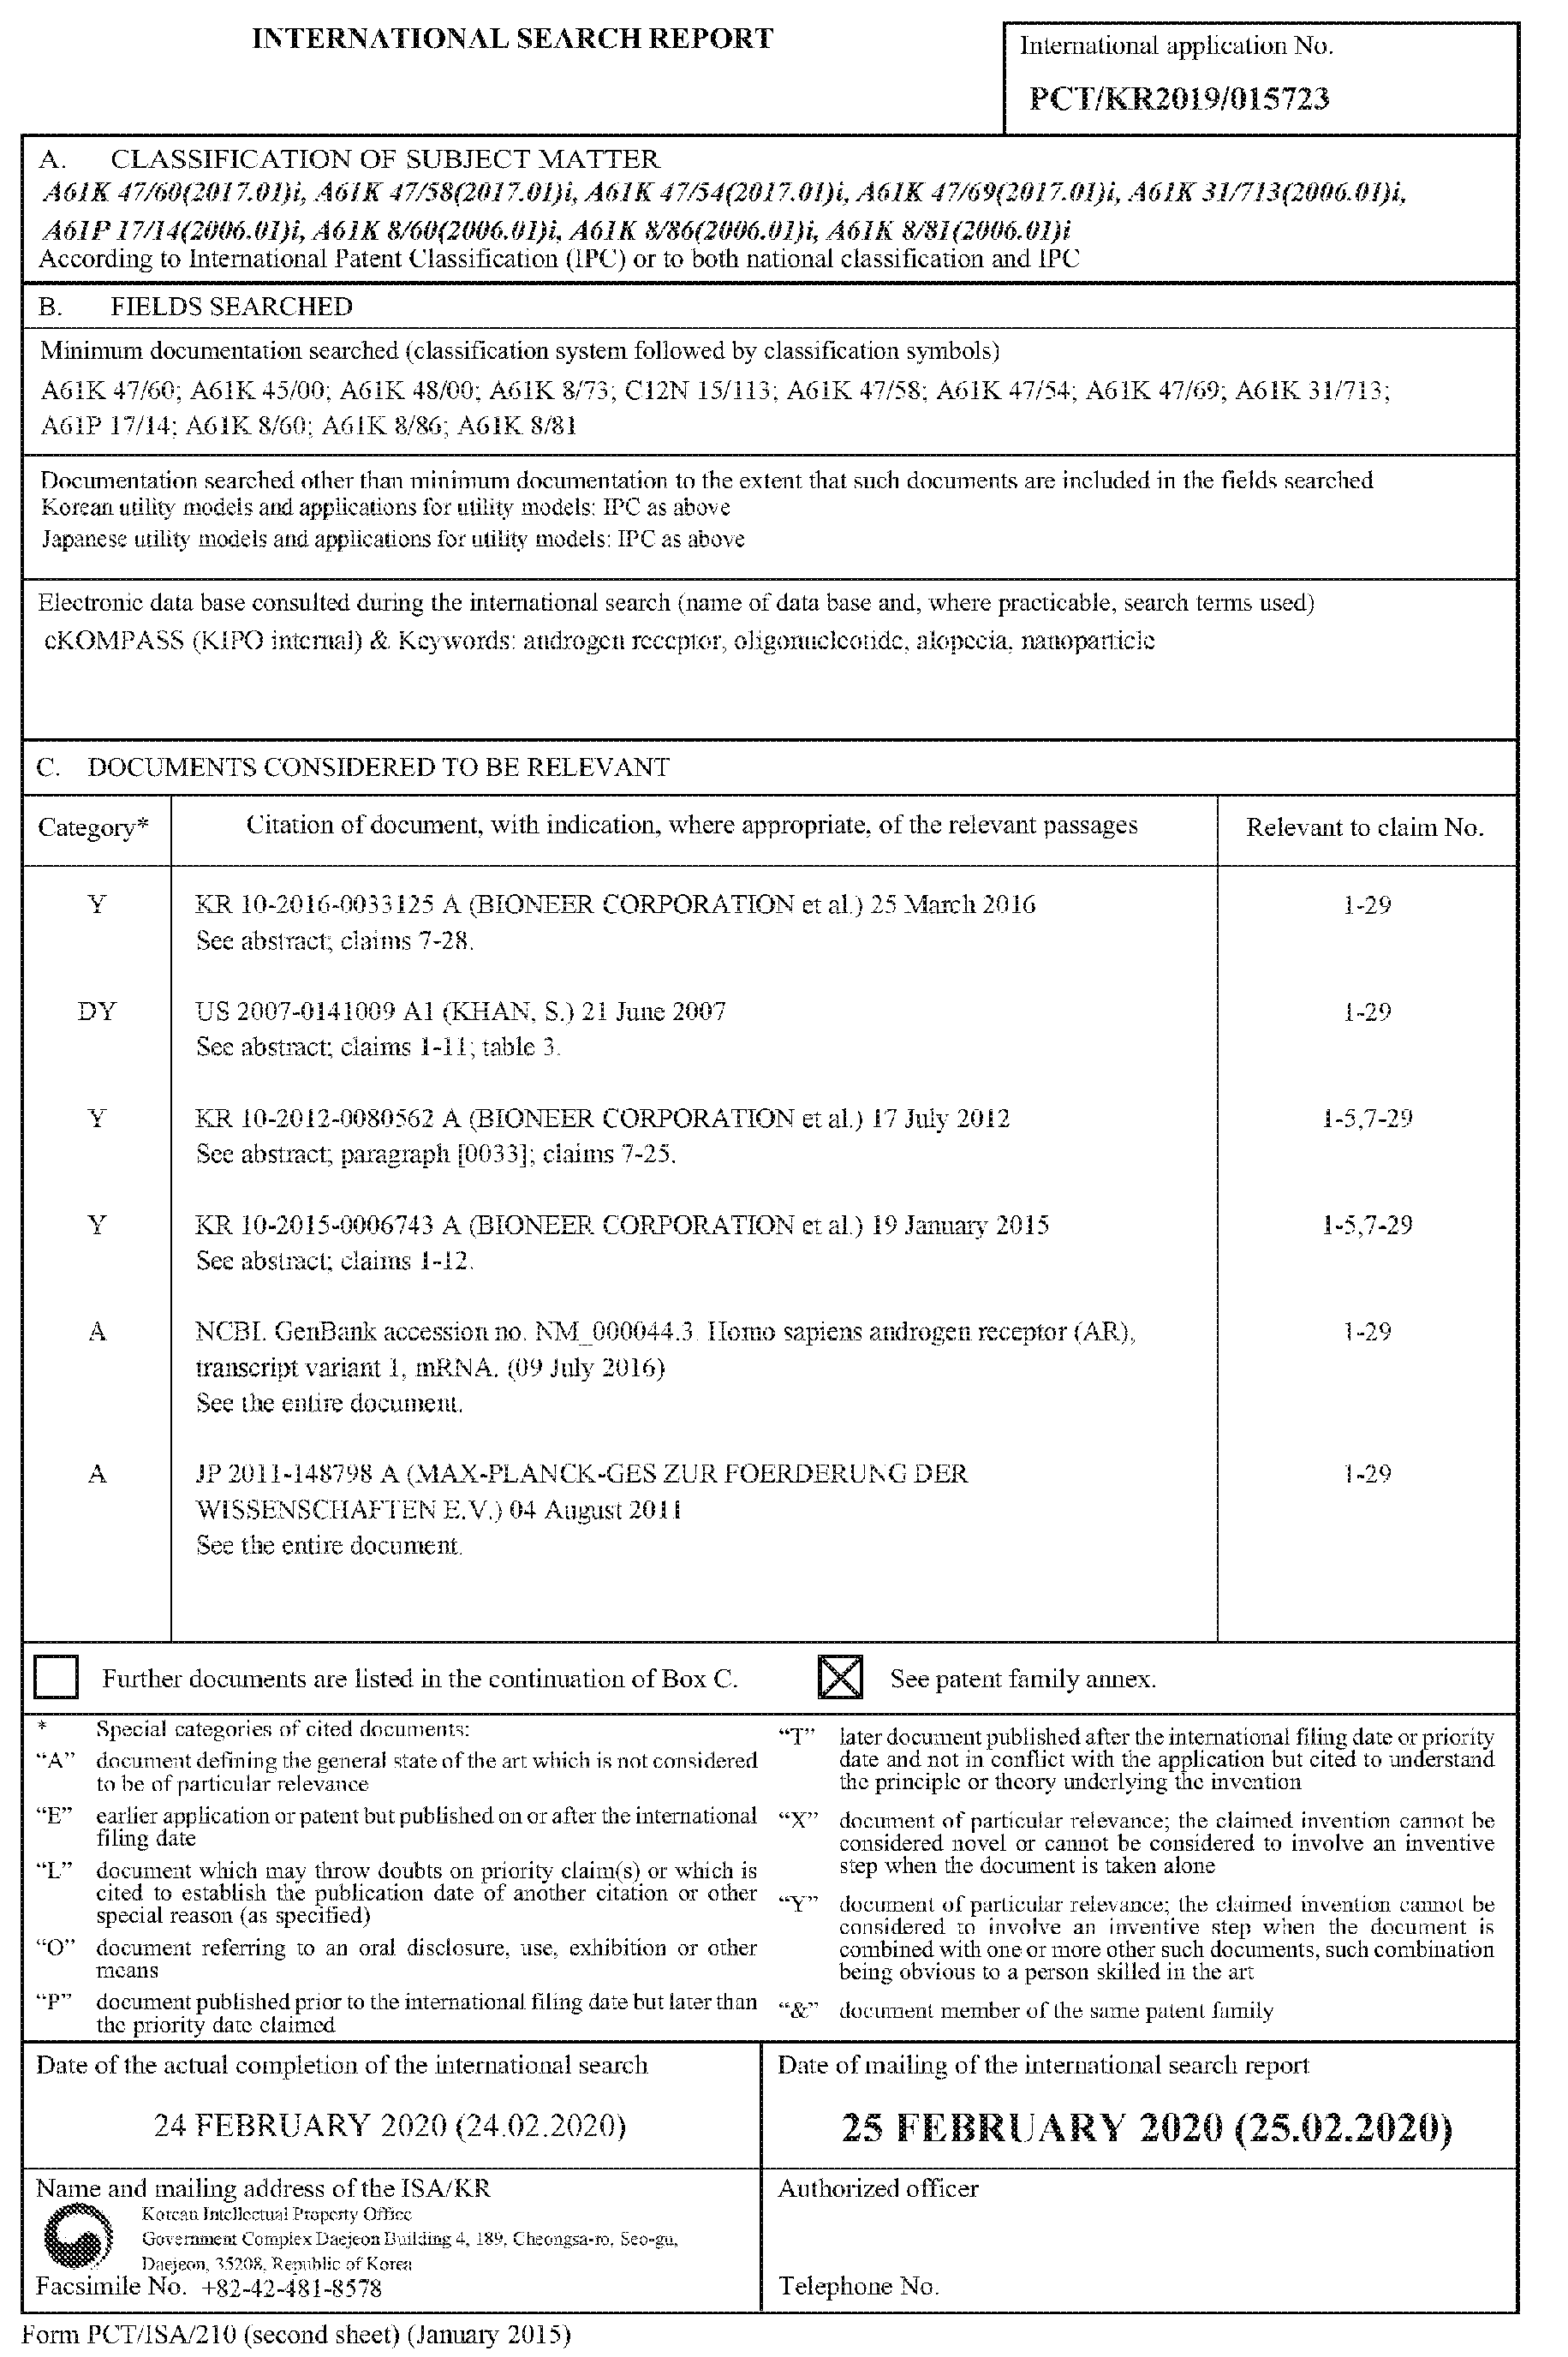 INTERNATIONAL SEARCH REPORT
International application No.
PCT/KR2019/015723
A. CLASSIFICATION OF SUBJECT MATTER
A61K 47/60(2017.01)i, A61K 47/58(2017.01)i, A61K 47/54(2017.01)i, A61K 47/69(2017.01)i, A61K 31/713(2006.01)i,
A61P 17/14(2006.01)i, A61K 8/60(2006.01)i, A61K 8/86(2006.01)i, A61K 8/81(2006.01)i
According to International Patent Classification (IPC) or to both national classification and IPC
B. FIELDS SEARCHED
Minimum documentation searched (classification system followed by classification symbols)
A61K 47/60; A61K 45/00; A61K 48/00; A61K 8/73; C12N 15/113; A61K 47/58; A61K 47/54; A61K 47/69; A61K 31/713;
A61P 17/14; A61K 8/60; A61K 8/86; A61K 8/81
Documentation searched other than minimum documentation to the extent that such documents are included in the fields searched
Korean utility models and applications for utility models: IPC as above
Japanese utility models and applications for utility models: IPC as above
Electronic data base consulted during the international search (name of data base and, where practicable, search terms used)
eKOMPASS (KIPO internal) & Keywords: androgen receptor, oligonucleotide, alopecia, nanoparticle
C. DOCUMENTS CONSIDERED TO BE RELEVANT
Category* Citation of document, with indication, where appropriate, of the relevant passages Relevant to claim No.
Y KR 10-2016-0033125 A (BIONEER CORPORATION et al.) 25 March 2016 1-29
See abstract; claims 7-28.
DY US 2007-0141009 A1 (KHAN, S.) 21 June 2007 1-29
See abstract; claims 1-11; table 3.
Y KR 10-2012-0080562 A (BIONEER CORPORATION et al.) 17 July 2012 1-5,7-29
See abstract; paragraph [0033]; claims 7-25.
Y KR 10-2015-0006743 A (BIONEER CORPORATION et al.) 19 January 2015 1-5,7-29
See abstract; claims 1-12.
A NCBI. GenBank accession no. NM_000044.3. Homo sapiens androgen receptor (AR), 1-29
transcript variant 1, mRNA. (09 July 2016)
See the entire document.
A JP 2011-148798 A (MAX-PLANCK-GES ZUR FOERDERUNG DER 1-29
WISSENSCHAFTEN E.V.) 04 August 2011
See the entire document.
Further documents are listed in the continuation of Box C. See patent family annex.
* Special categories of cited documents:
"A" document defining the general state of the art which is not considered
to be of particular relevance
"E" earlier application or patent but published on or after the international
filing date
"L" document which may throw doubts on priority claim(s) or which is
cited to establish the publication date of another citation or other
special reason (as specified)
"O" document referring to an oral disclosure, use, exhibition or other
means
"P" document published prior to the international filing date but later than
the priority date claimed
"T" later document published after the international filing date or priority
date and not in conflict with the application but cited to understand
the principle or theory underlying the invention
"X" document of particular relevance; the claimed invention cannot be
considered novel or cannot be considered to involve an inventive
step when the document is taken alone
"Y" document of particular relevance; the claimed invention cannot be
considered to involve an inventive step when the document is
combined with one or more other such documents, such combination
being obvious to a person skilled in the art
"&" document member of the same patent family
Date of the actual completion of the international search
24 FEBRUARY 2020 (24.02.2020)
Date of mailing of the international search report
25 FEBRUARY 2020 (25.02.2020)
Name and mailing address of the ISA/KR
Korean Intellectual Property Office
Government Complex Daejeon Building 4, 189, Cheongsa-ro, Seo-gu,
Daejeon, 35208, Republic of Korea
Facsimile No. +82-42-481-8578
Authorized officer
Telephone No.
Form PCT/ISA/210 (second sheet) (January 2015)